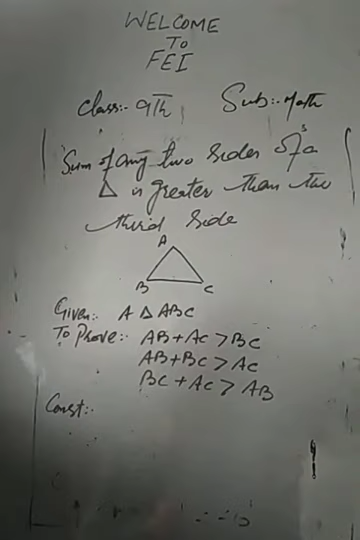 WELCOME
To
FEI
Class:- 9th
Sub:- Math
Sum of any two sides of a
Δ is greater than the
third side
A
B C
Given:- A Δ ABC
To Prove:- AB + AC > BC
AB + BC > AC
BC + AC > AB
Const:-